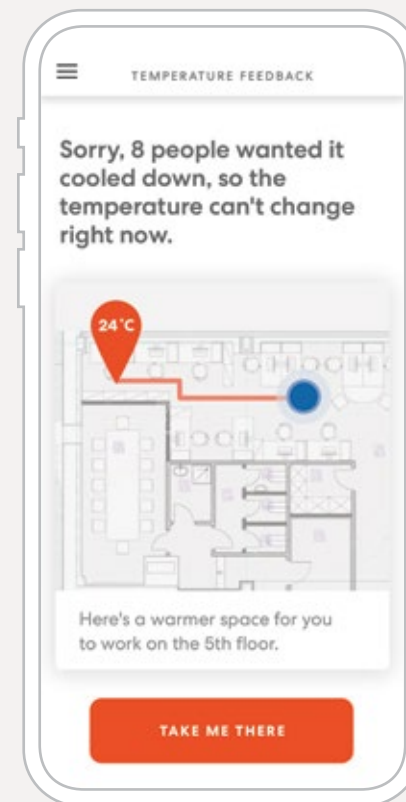 TEMPERATURE FEEDBACK
Sorry, 8 people wanted it
cooled down, so the
temperature can't change
right now.
24°C
Here's a warmer space for you
to work on the 5th floor.
TAKE ME THERE